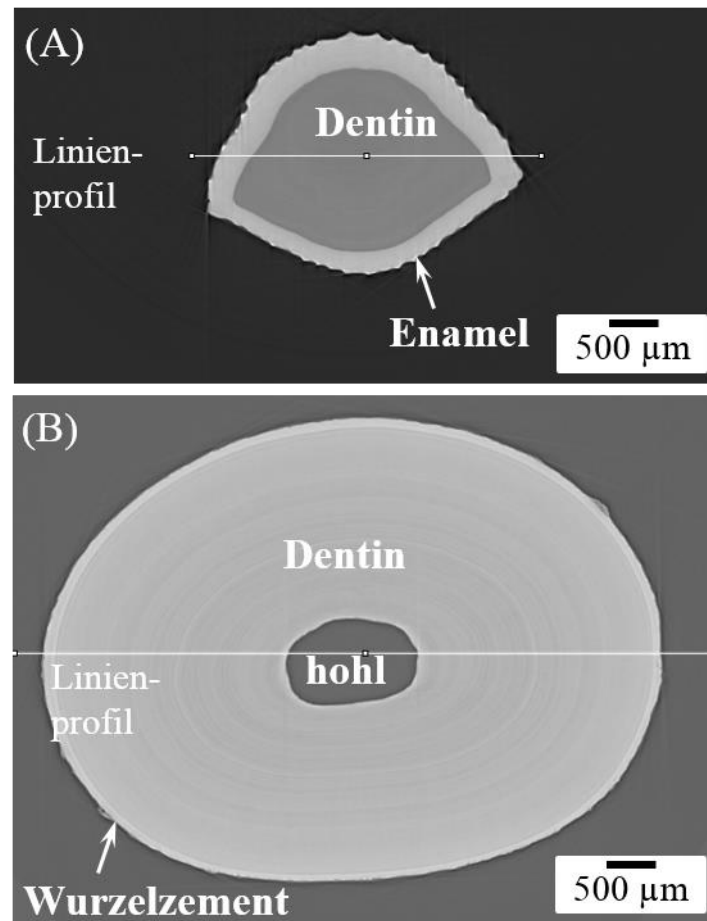 (A)
Dentin
Linien-
profil
Enamel
500 µm
(B)
Dentin
hohl
Linien-
profil
Wurzelzement
500 µm